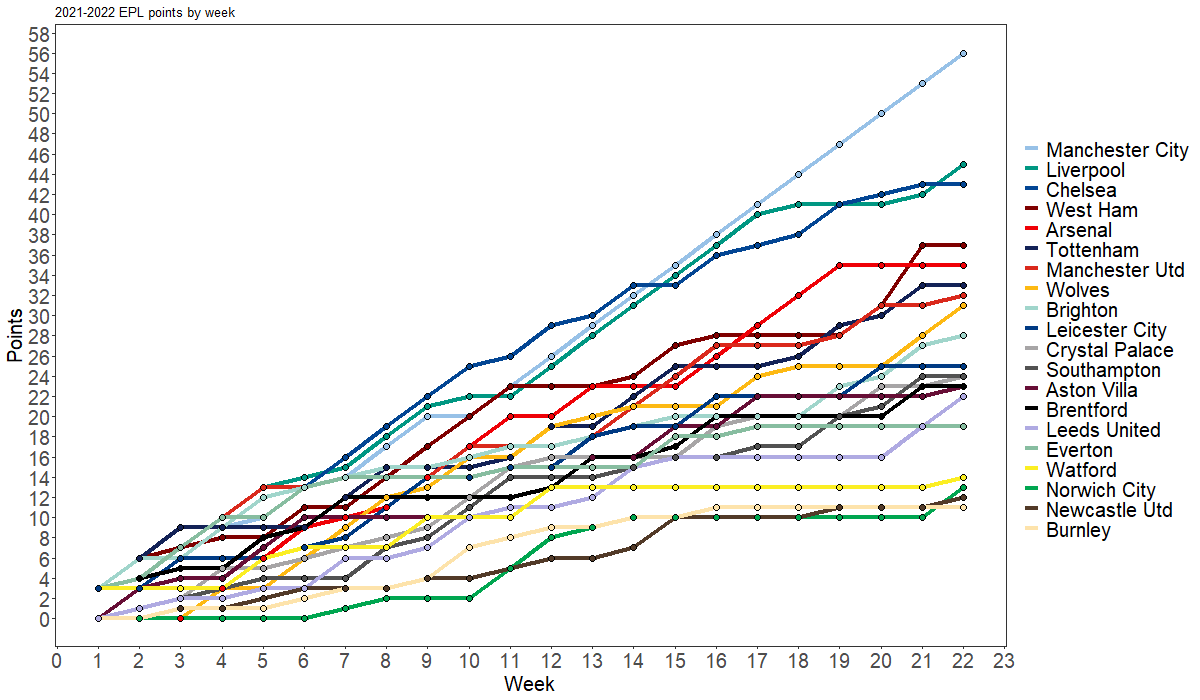 2021-2022 EPL points by week
58
56
54
52
50
48
46
44
42
40
38
36
34
32
30
28
26
24
22
20
18
16
14
12
10
8
6
4
2
0
Points
0 1 2 3 4 5 6 7 8 9 10 11 12 13 14 15 16 17 18 19 20 21 22 23
Week
Manchester City
Liverpool
Chelsea
West Ham
Arsenal
Tottenham
Manchester Utd
Wolves
Brighton
Leicester City
Crystal Palace
Southampton
Aston Villa
Brentford
Leeds United
Everton
Watford
Norwich City
Newcastle Utd
Burnley